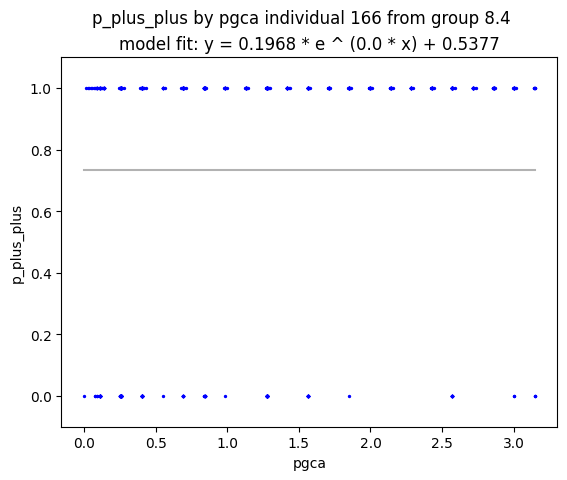 p_plus_plus by pgca individual 166 from group 8.4
model fit: y = 0.1968 * e ^ (0.0 * x) + 0.5377
1.0
0.8
0.6
0.4
0.2
0.0
p_plus_plus
0.0 0.5 1.0 1.5 2.0 2.5 3.0
pgca